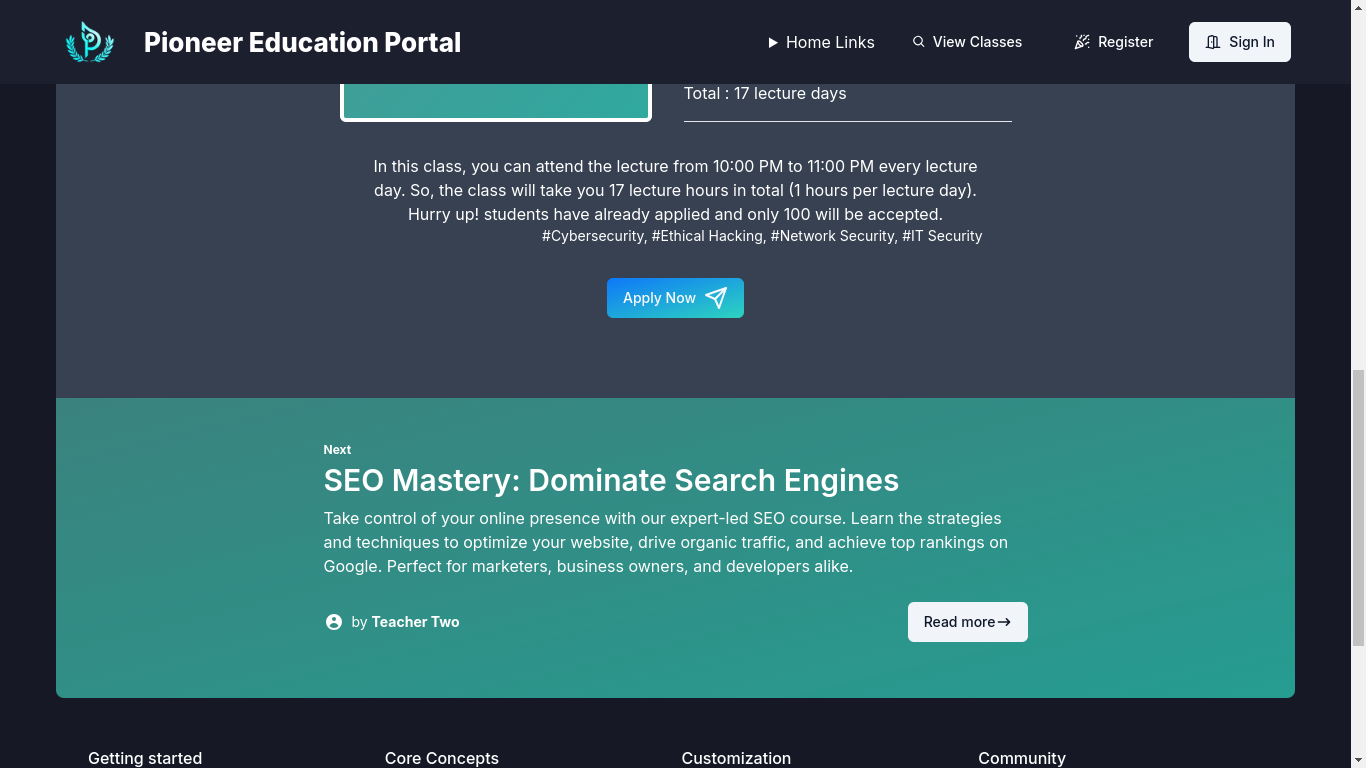 Pioneer Education Portal
Home Links
View Classes
Register
Sign In
Total : 17 lecture days
In this class, you can attend the lecture from 10:00 PM to 11:00 PM every lecture
day. So, the class will take you 17 lecture hours in total (1 hours per lecture day).
Hurry up! students have already applied and only 100 will be accepted.
#Cybersecurity, #Ethical Hacking, #Network Security, #IT Security
Apply Now
Next
SEO Mastery: Dominate Search Engines
Take control of your online presence with our expert-led SEO course. Learn the strategies
and techniques to optimize your website, drive organic traffic, and achieve top rankings on
Google. Perfect for marketers, business owners, and developers alike.
by Teacher Two
Read more
Getting started
Core Concepts
Customization
Community